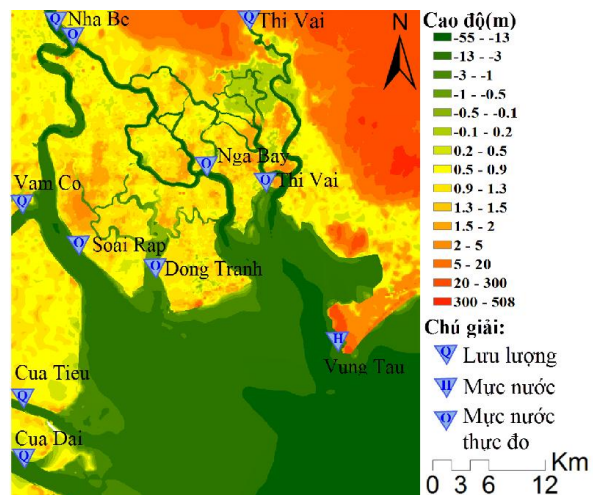 Nha Be
Thi Vai
N
Q
O
Q
Nga Bay
O
Thi Vai
O
Vam Co
Q
Soai Rap
O
Dong Tranh
O
H
Vung Tau
Cua Tieu
Q
Cua Dai
Q
Cao độ(m)
-55 - -13
-13 - -3
-3 - -1
-1 - -0.5
-0.5 - -0.1
-0.1 - 0.2
0.2 - 0.5
0.5 - 0.9
0.9 - 1.3
1.3 - 1.5
1.5 - 2
2 - 5
5 - 20
20 - 300
300 - 508
Chú giải:
Q Lưu lượng
H Mực nước
O Mực nước
thực đo
Km
0 3 6 12